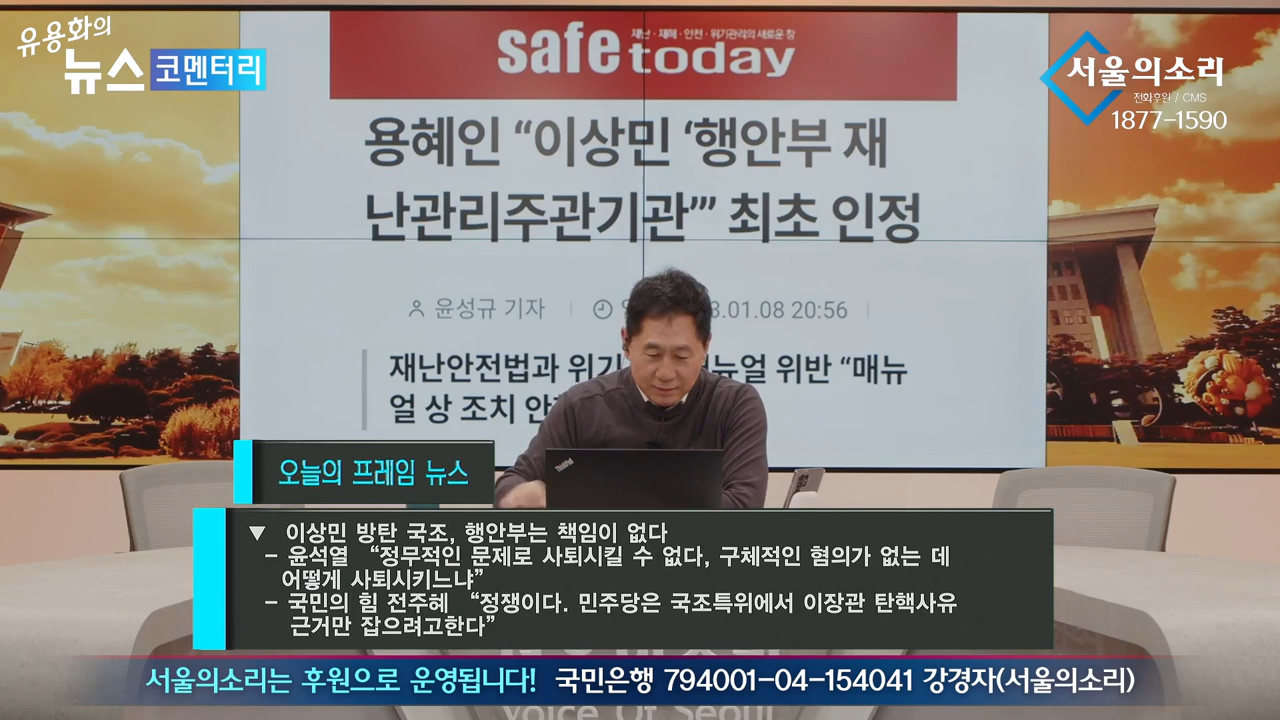 유용화의
뉴스 코멘터리
safe today
재난 · 재해 · 안전 · 위기관리의 새로운 창
서울의소리
전화후원 / CMS
1877-1590
용혜인 “이상민 ‘행안부 재
난관리주관기관’” 최초 인정
윤성규 기자
3.01.08 20:56
재난안전법과 위기 뉴얼 위반 “매뉴
얼 상 조치 안
ThinkPad
오늘의 프레임 뉴스
▼ 이상민 방탄 국조, 행안부는 책임이 없다
- 윤석열 “정무적인 문제로 사퇴시킬 수 없다, 구체적인 혐의가 없는 데
어떻게 사퇴시키느냐”
- 국민의 힘 전주혜 “정쟁이다. 민주당은 국조특위에서 이장관 탄핵사유
근거만 잡으려고한다”
서울의소리는 후원으로 운영됩니다! 국민은행 794001-04-154041 강경자(서울의소리)
Voice Of Seoul